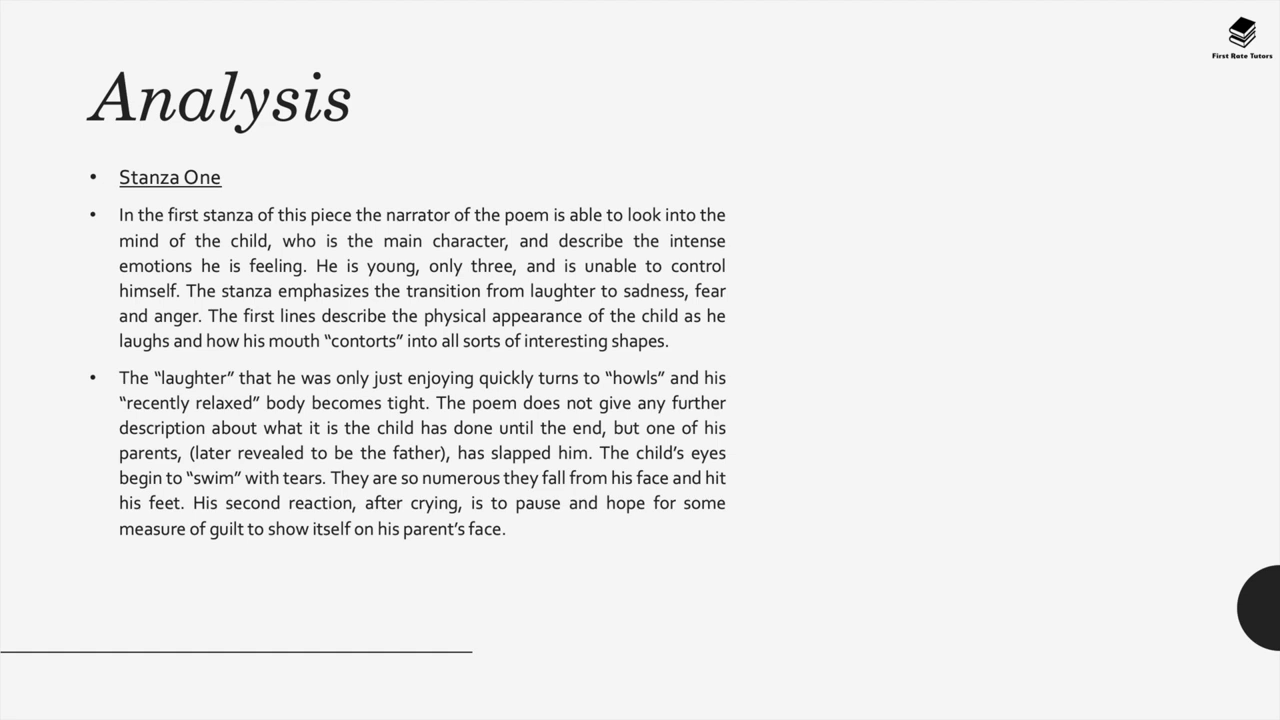 First Rate Tutors
Analysis
• Stanza One
• In the first stanza of this piece the narrator of the poem is able to look into the
mind of the child, who is the main character, and describe the intense
emotions he is feeling. He is young, only three, and is unable to control
himself. The stanza emphasizes the transition from laughter to sadness, fear
and anger. The first lines describe the physical appearance of the child as he
laughs and how his mouth “contorts” into all sorts of interesting shapes.
• The “laughter” that he was only just enjoying quickly turns to “howls” and his
“recently relaxed” body becomes tight. The poem does not give any further
description about what it is the child has done until the end, but one of his
parents, (later revealed to be the father), has slapped him. The child’s eyes
begin to “swim” with tears. They are so numerous they fall from his face and hit
his feet. His second reaction, after crying, is to pause and hope for some
measure of guilt to show itself on his parent’s face.